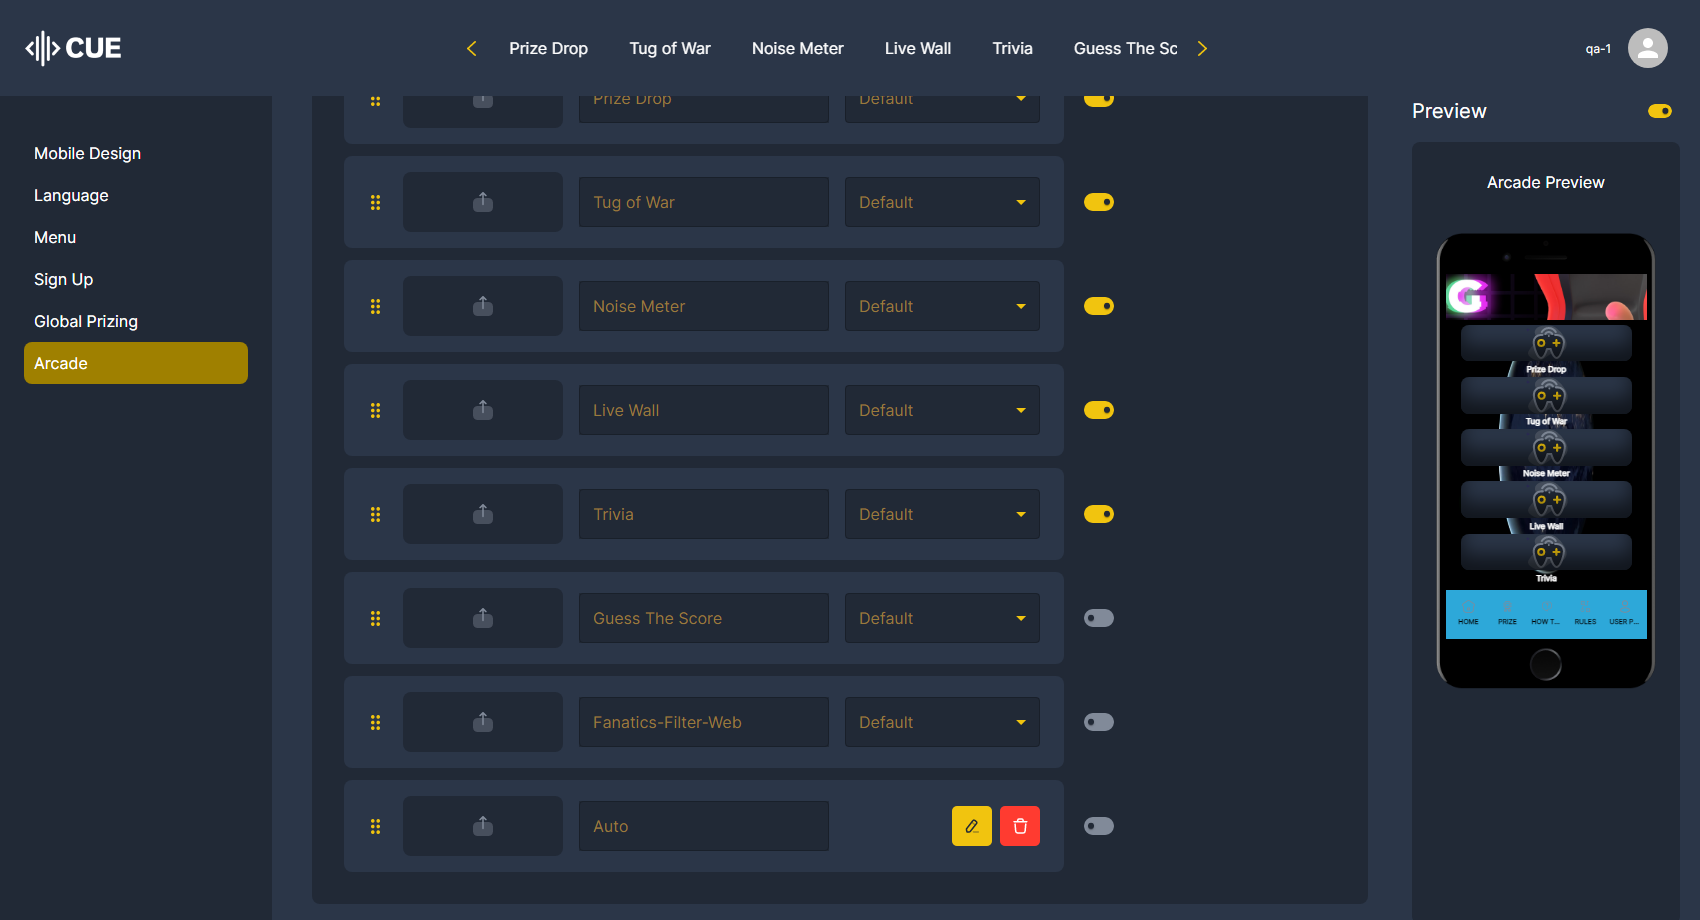 CUE
Prize Drop
Tug of War
Noise Meter
Live Wall
Trivia
Guess The Sc
qa-1
Mobile Design
Language
Menu
Sign Up
Global Prizing
Arcade
Prize Drop
Default
Tug of War
Default
Noise Meter
Default
Live Wall
Default
Trivia
Default
Guess The Score
Default
Fanatics-Filter-Web
Default
Auto
Preview
Arcade Preview
G
Prize Drop
Tug of War
Noise Meter
Live Wall
Trivia
HOME
PRIZE
HOW T...
RULES
USER P...